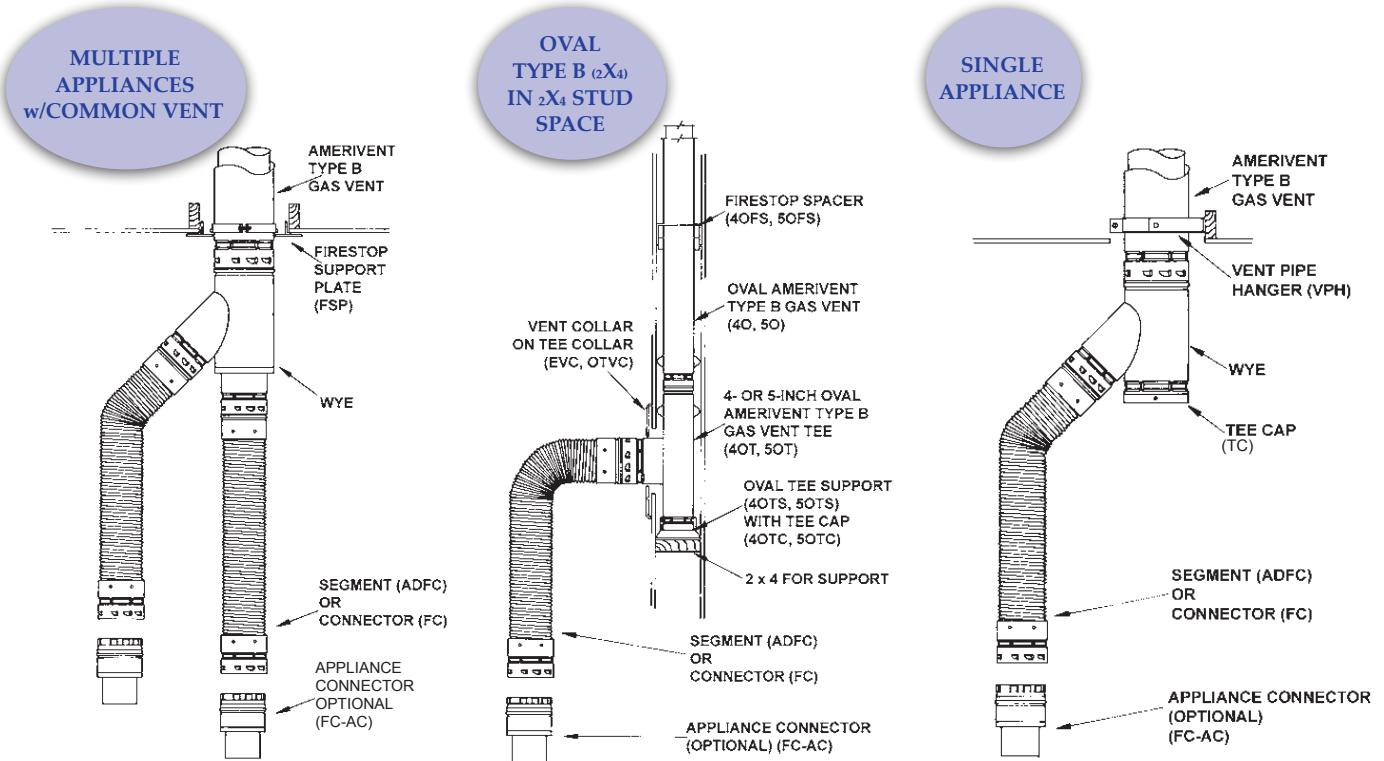 MULTIPLE
APPLIANCES
w/COMMON VENT
AMERIVENT
TYPE B
GAS VENT
FIRESTOP
SUPPORT
PLATE
(FSP)
WYE
SEGMENT (ADFC)
OR
CONNECTOR (FC)
APPLIANCE
CONNECTOR
OPTIONAL
(FC-AC)
OVAL
TYPE B (2X4)
IN 2X4 STUD
SPACE
FIRESTOP SPACER
(4OFS, 5OFS)
OVAL AMERIVENT
TYPE B GAS VENT
(4O, 5O)
VENT COLLAR
ON TEE COLLAR
(EVC, OTVC)
4- OR 5-INCH OVAL
AMERIVENT TYPE B
GAS VENT TEE
(4OT, 5OT)
OVAL TEE SUPPORT
(4OTS, 5OTS)
WITH TEE CAP
(4OTC, 5OTC)
2 x 4 FOR SUPPORT
SEGMENT (ADFC)
OR
CONNECTOR (FC)
APPLIANCE CONNECTOR
(OPTIONAL) (FC-AC)
SINGLE
APPLIANCE
AMERIVENT
TYPE B
GAS VENT
VENT PIPE
HANGER (VPH)
WYE
TEE CAP
(TC)
SEGMENT (ADFC)
OR
CONNECTOR (FC)
APPLIANCE CONNECTOR
(OPTIONAL)
(FC-AC)